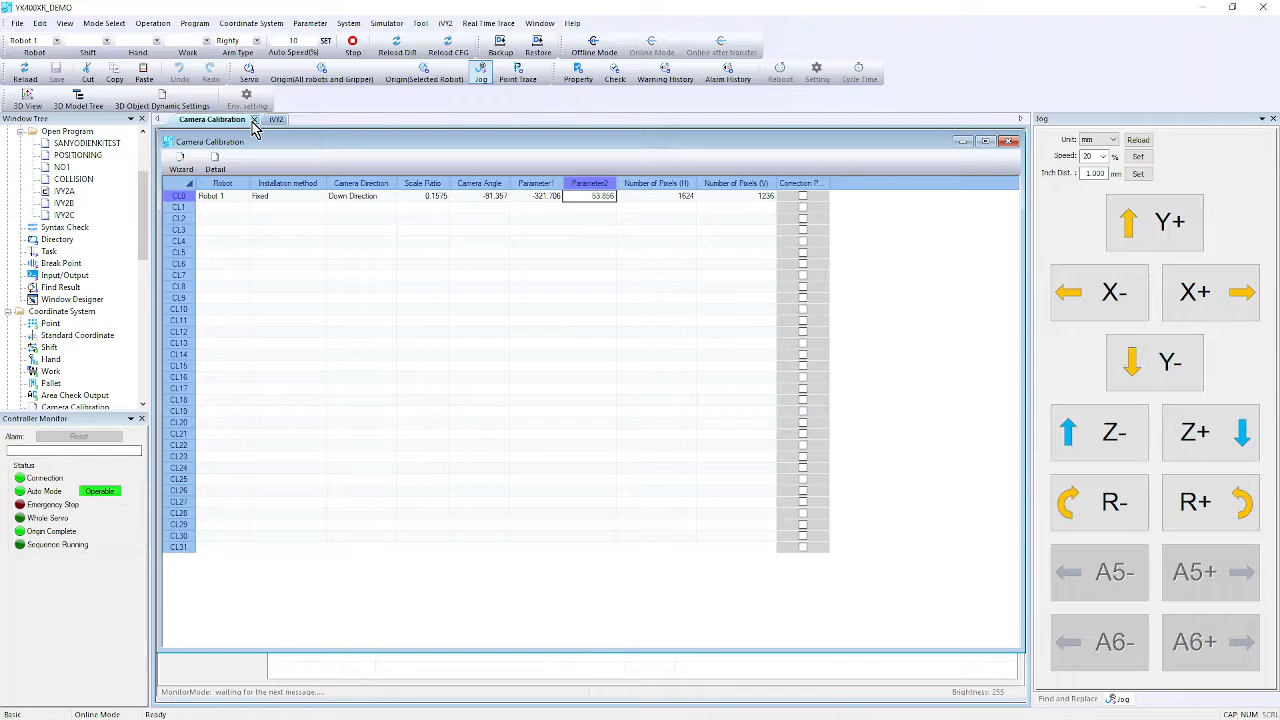 YK400XR_DEMO
File Edit View Mode Select Operation Program Coordinate System Parameter System Simulator Tool iVY2 Real Time Trace Window Help
Robot 1 Righty 10 SET Stop Reload DIR Reload CFG Backup Restore Offline Mode Online Mode Online after transfer
Robot Shift Hand Work Arm Type Auto Speed(%)
Reload Save Cut Copy Paste Undo Redo Servo Origin(All robots and Gripper) Origin(Selected Robot) Jog Point Trace Property Check Warning History Alarm History Reboot Setting Cycle Time
3D View 3D Model Tree 3D Object Dynamic Settings Env. setting
Window Tree
Open Program
SANYODIENKITEST
POSITIONING
NO1
COLLISION
IVY2A
IVY2B
IVY2C
Syntax Check
Directory
Task
Break Point
Input/Output
Find Result
Window Designer
Coordinate System
Point
Standard Coordinate
Shift
Hand
Work
Pallet
Area Check Output
Camera Calibration
Controller Monitor
Alarm: Reset
Status
Connection
Auto Mode Operable
Emergency Stop
Whole Servo
Origin Complete
Sequence Running
Camera Calibration iVY2
Camera Calibration
Wizard Detail
Robot Installation method Camera Direction Scale Ratio Camera Angle Parameter1 Parameter2 Number of Pixels (H) Number of Pixels (V) Correction P...
CL0 Robot 1 Fixed Down Direction 0.1575 -91.357 -321.706 53.856 1624 1236
CL1
CL2
CL3
CL4
CL5
CL6
CL7
CL8
CL9
CL10
CL11
CL12
CL13
CL14
CL15
CL16
CL17
CL18
CL19
CL20
CL21
CL22
CL23
CL24
CL25
CL26
CL27
CL28
CL29
CL30
CL31
MonitorMode: waiting for the next message..... Brightness: 255
Jog
Unit: mm Reload
Speed: 20 % Set
Inch Dist. : 1.000 mm Set
Y+
X- X+
Y-
Z- Z+
R- R+
A5- A5+
A6- A6+
Find and Replace Jog
Basic Online Mode Ready CAP NUM SCRL